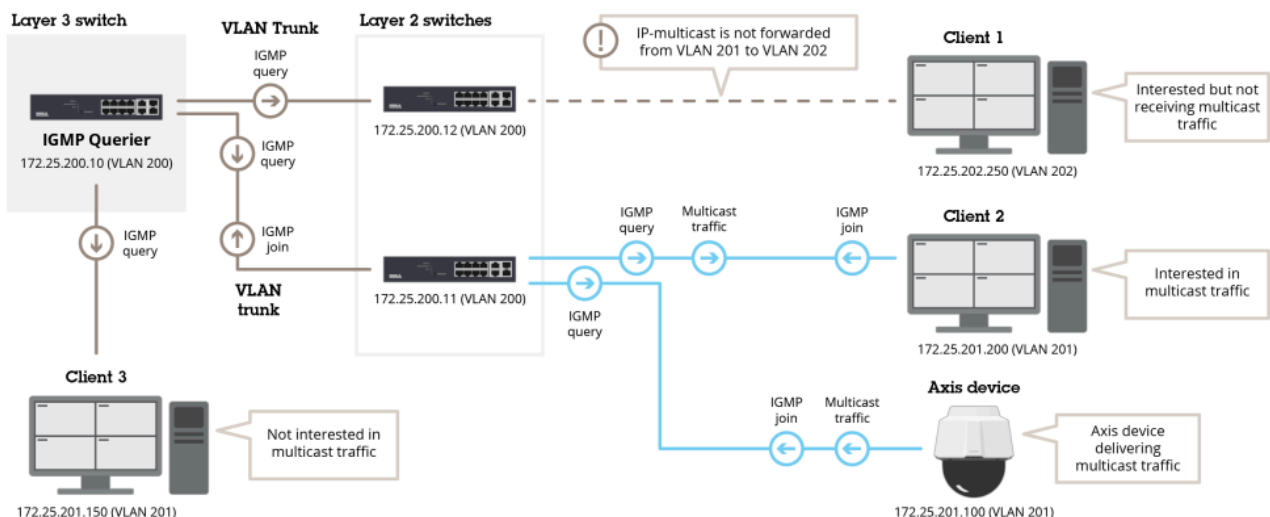 Layer 3 switch
VLAN Trunk
Layer 2 switches
IGMP
query
IP-multicast is not forwarded
from VLAN 201 to VLAN 202
Client 1
Interested but not
receiving multicast
traffic
IGMP Querier
172.25.200.10 (VLAN 200)
172.25.200.12 (VLAN 200)
172.25.202.250 (VLAN 202)
IGMP
query
IGMP
query
IGMP
join
VLAN
trunk
172.25.200.11 (VLAN 200)
IGMP
query
Multicast
traffic
IGMP
join
IGMP
query
Client 2
Interested in
multicast traffic
172.25.201.200 (VLAN 201)
Client 3
Not interested in
multicast traffic
172.25.201.150 (VLAN 201)
IGMP
join
Multicast
traffic
Axis device
Axis device
delivering
multicast traffic
172.25.201.100 (VLAN 201)